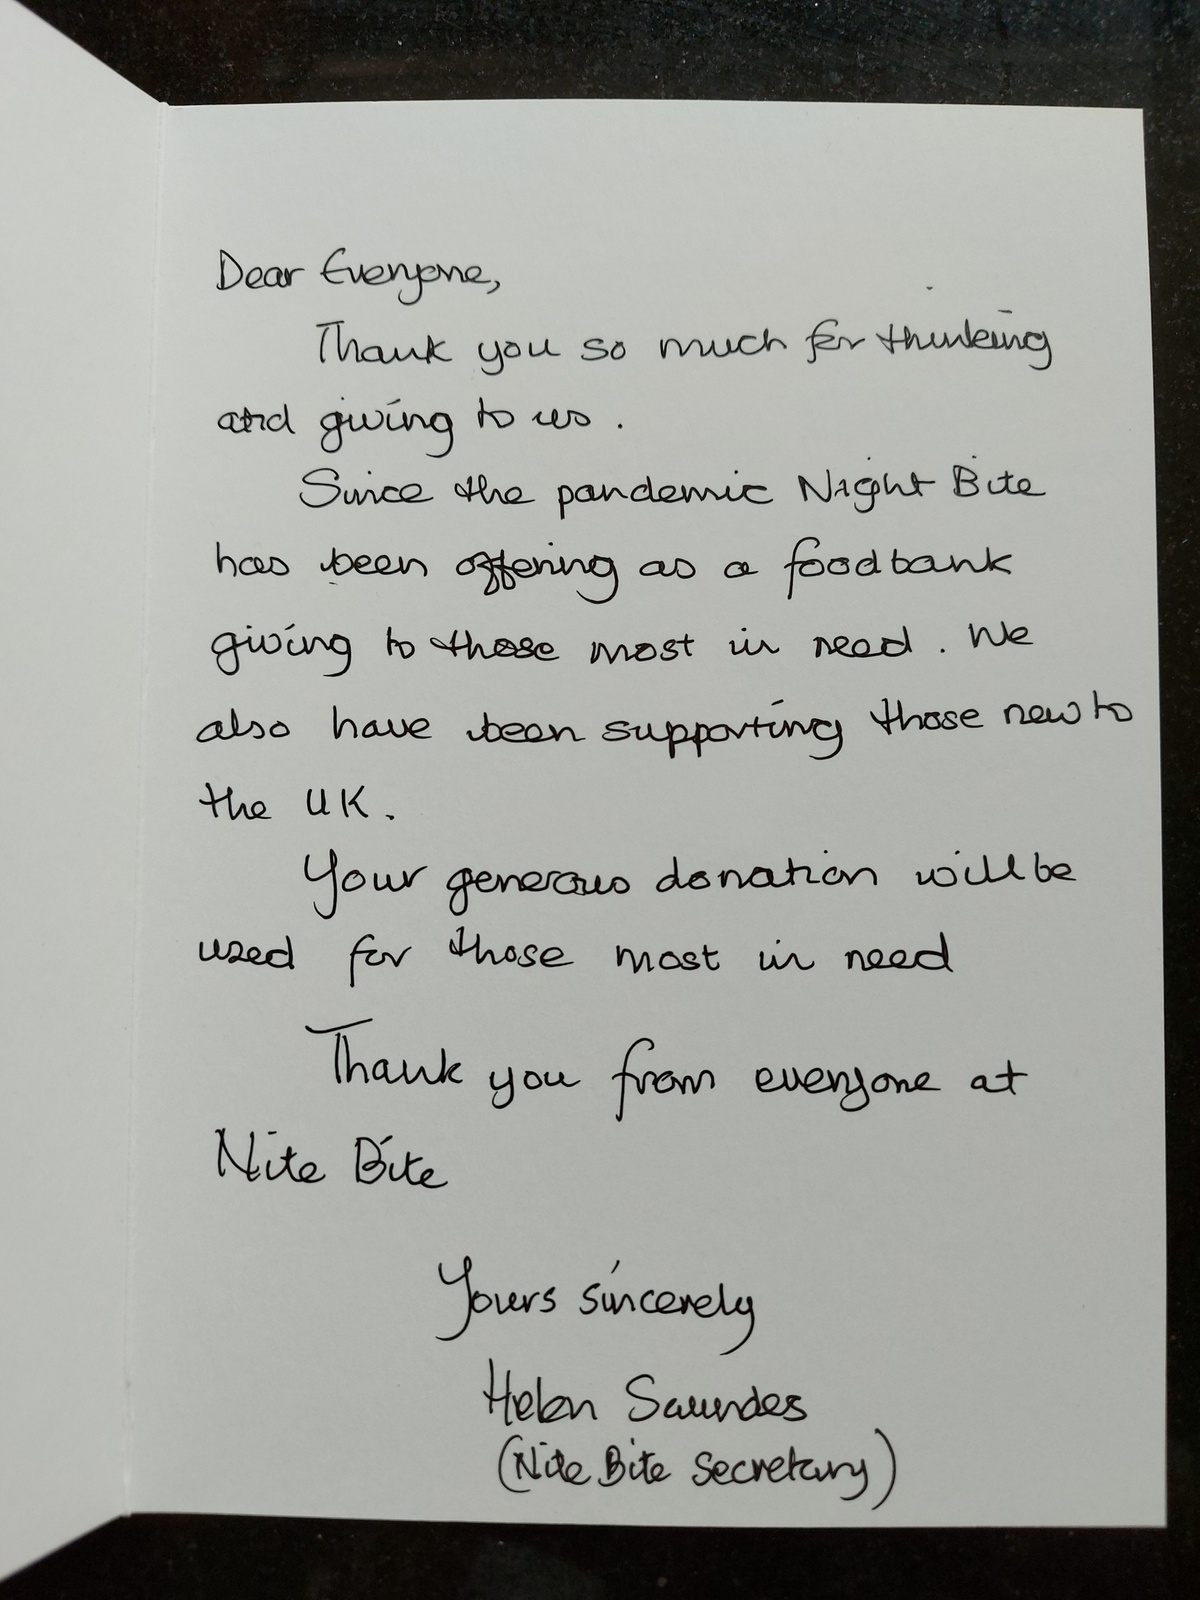 Dear Everyone,
Thank you so much for thinking
and giving to us.
Since the pandemic Night Bite
has been offering as a foodbank
giving to those most in need. We
also have been supporting those new to
the UK.
Your generous donation will be
used for those most in need
Thank you from everyone at
Nite Bite
Yours sincerely
Helen Saundes
(Nite Bite Secretary)